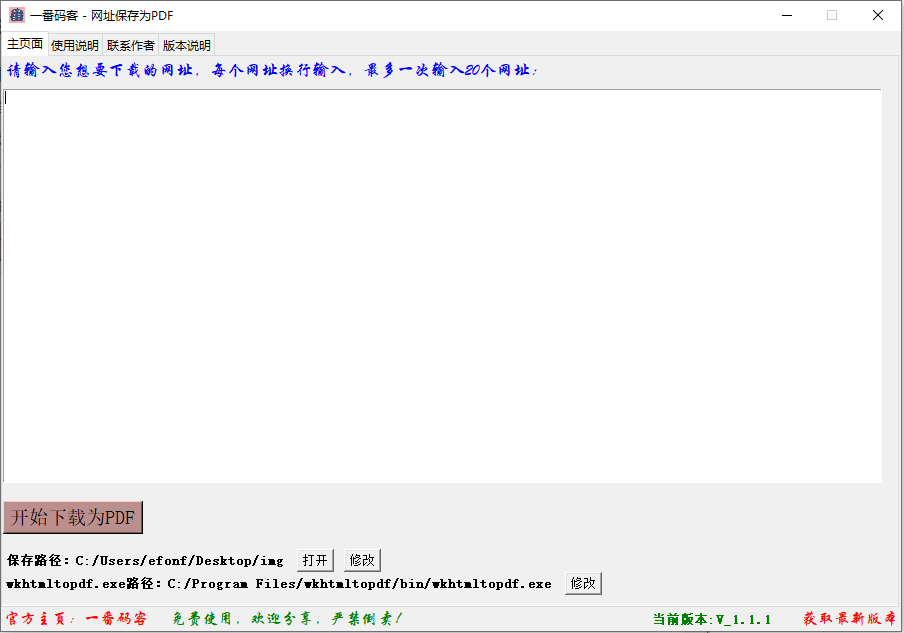 一番码客 - 网址保存为PDF
主页面 使用说明 联系作者 版本说明
请输入您想要下载的网址，每个网址换行输入，最多一次输入20个网址：
开始下载为PDF
保存路径：C:/Users/efonf/Desktop/img 打开 修改
wkhtmltopdf.exe路径：C:/Program Files/wkhtmltopdf/bin/wkhtmltopdf.exe 修改
官方主頁：一番码客 免费使用，欢迎分享，严禁倒卖！ 当前版本:V_1.1.1 获取最新版本